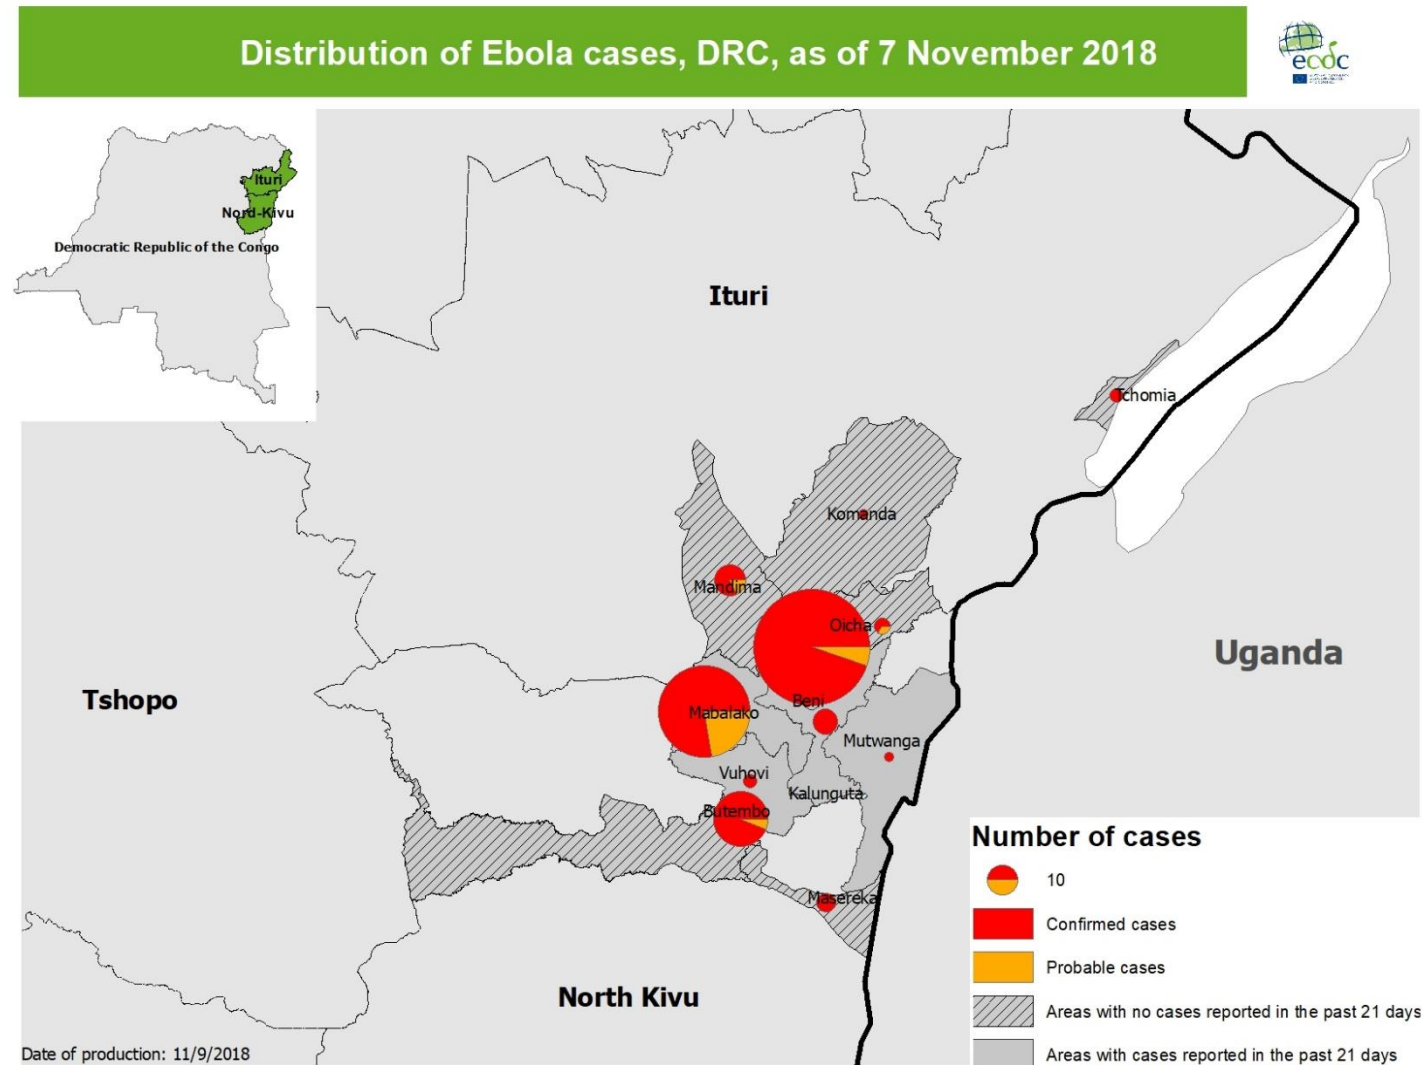 Distribution of Ebola cases, DRC, as of 7 November 2018
ecdc
Ituri
Nord-Kivu
Democratic Republic of the Congo
Ituri
Tchomia
Komanda
Mandima
Oicha
Uganda
Tshopo
Beni
Mabalako
Mutwanga
Vuhovi
Kalunguta
Butembo
Masereka
North Kivu
Number of cases
10
Confirmed cases
Probable cases
Areas with no cases reported in the past 21 days
Areas with cases reported in the past 21 days
Date of production: 11/9/2018